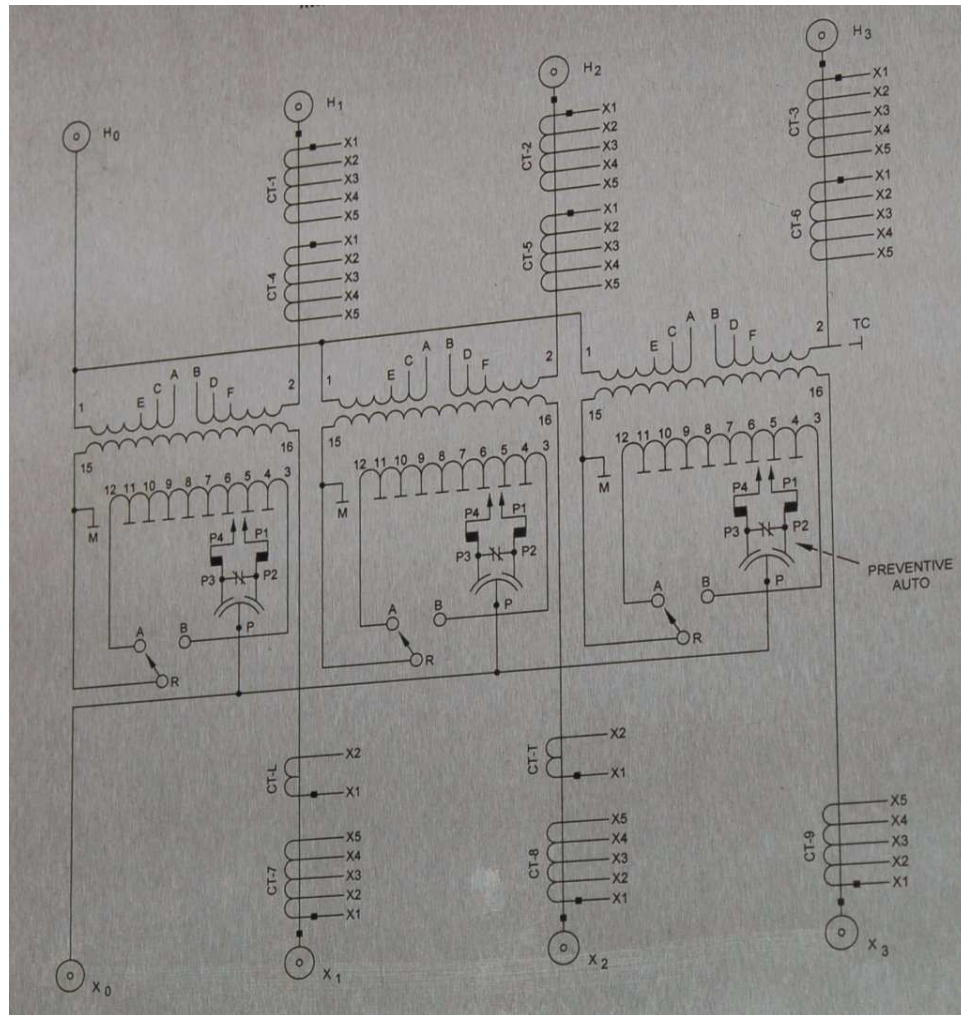 H3
H2
H1
H0
X1
X2
X3
X4
X5
CT-3
X1
X2
X3
X4
X5
CT-2
X1
X2
X3
X4
X5
CT-1
X1
X2
X3
X4
X5
CT-6
X1
X2
X3
X4
X5
CT-5
X1
X2
X3
X4
X5
CT-4
1 E C A B D F 2
1 E C A B D F 2
1 E C A B D F 2 TC
15 16
15 16
15 16
12 11 10 9 8 7 6 5 4 3
12 11 10 9 8 7 6 5 4 3
12 11 10 9 8 7 6 5 4 3
M
M
M
P4 P1
P3 P2
P
P4 P1
P3 P2
P
P4 P1
P3 P2
P
PREVENTIVE
AUTO
A B
R
A B
R
A B
R
X2
CT-L
X1
X2
CT-T
X1
X5
X4
CT-7
X3
X2
X1
X5
X4
CT-8
X3
X2
X1
X5
X4
CT-9
X3
X2
X1
X0
X1
X2
X3